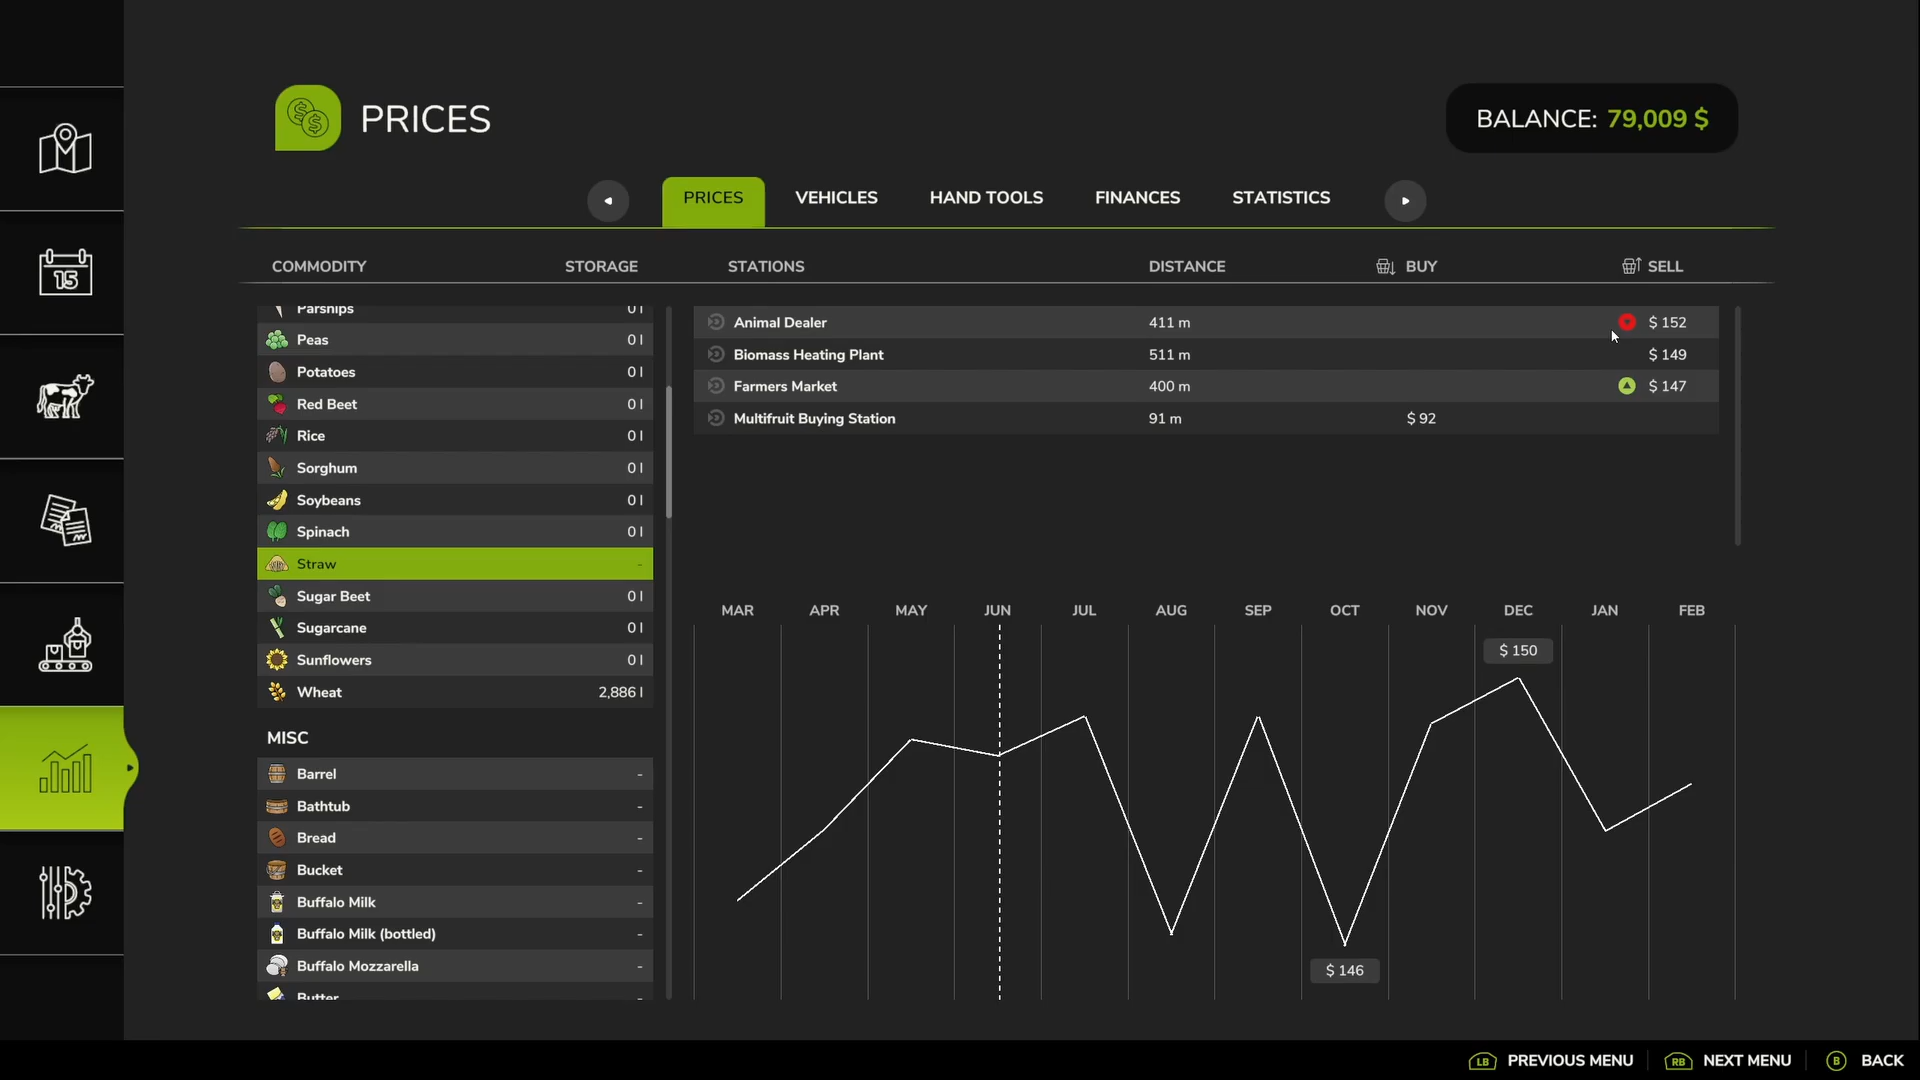 PRICES
BALANCE: 79,009 $
PRICES VEHICLES HAND TOOLS FINANCES STATISTICS
COMMODITY STORAGE STATIONS DISTANCE BUY SELL
Parsnips 0 l
Peas 0 l
Potatoes 0 l
Red Beet 0 l
Rice 0 l
Sorghum 0 l
Soybeans 0 l
Spinach 0 l
Straw -
Sugar Beet 0 l
Sugarcane 0 l
Sunflowers 0 l
Wheat 2,886 l
MISC
Barrel -
Bathtub -
Bread -
Bucket -
Buffalo Milk -
Buffalo Milk (bottled) -
Buffalo Mozzarella -
Butter -
Animal Dealer 411 m $ 152
Biomass Heating Plant 511 m $ 149
Farmers Market 400 m $ 147
Multifruit Buying Station 91 m $ 92
MAR APR MAY JUN JUL AUG SEP OCT NOV DEC JAN FEB
$ 150
$ 146
15
LB PREVIOUS MENU RB NEXT MENU B BACK